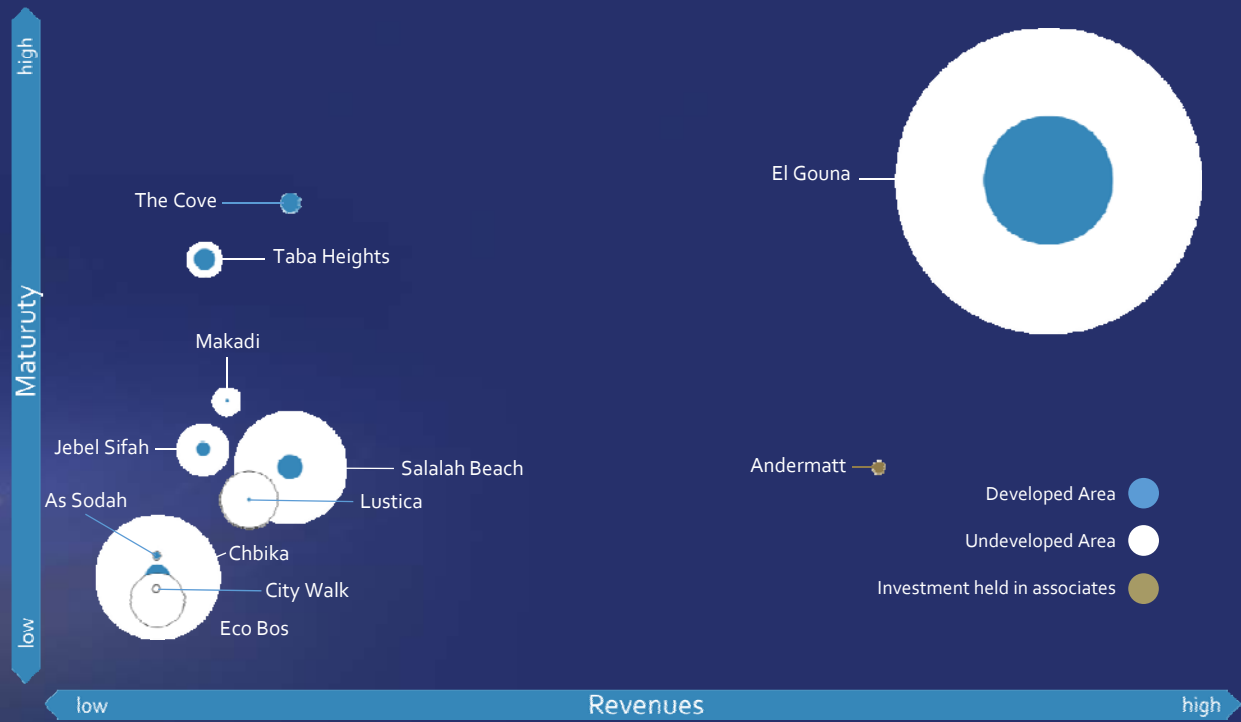 high
El Gouna
The Cove
Taba Heights
Makadi
Maturuty
Jebel Sifah
Salalah Beach
Andermatt
As Sodah
Lustica
Developed Area
Chbika
Undeveloped Area
City Walk
Investment held in associates
Eco Bos
low
low
Revenues
high